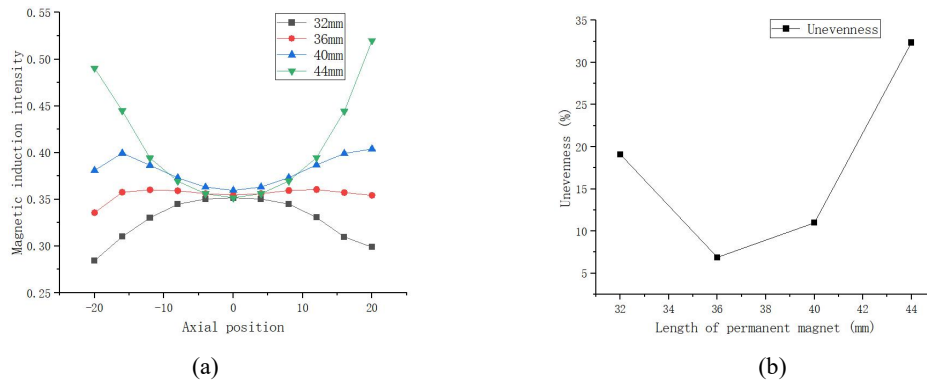 32mm
36mm
40mm
44mm
0.55
0.50
0.45
0.40
0.35
0.30
0.25
Magnetic induction intensity
-20
-10
0
10
20
Axial position
(a)
Unevenness
35
30
25
20
15
10
5
Unevenness (%)
32
34
36
38
40
42
44
Length of permanent magnet (mm)
(b)